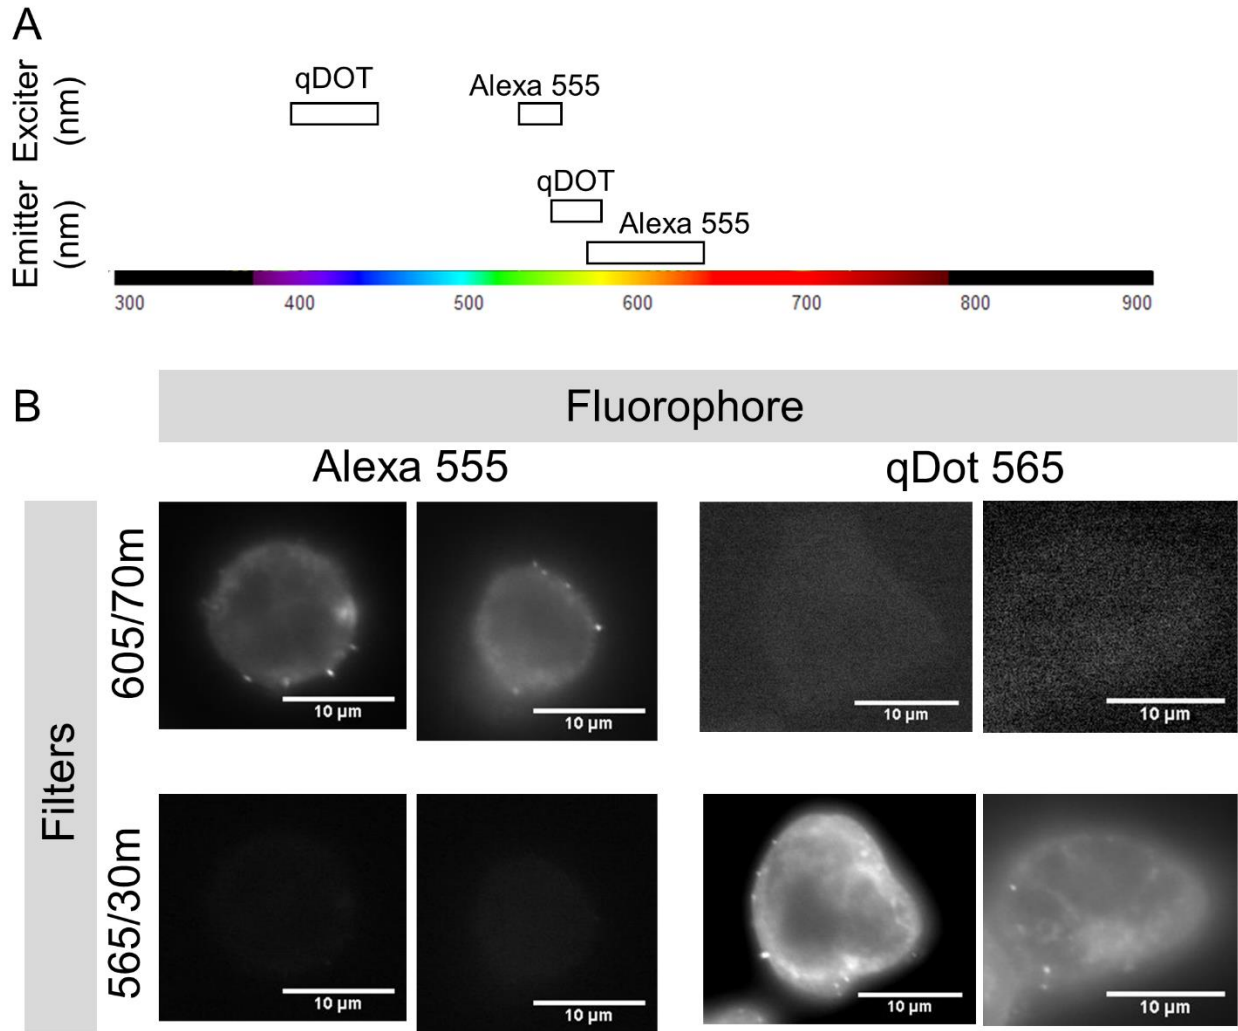 A
Exciter
(nm)
qDOT
Alexa 555
Emitter
(nm)
qDOT
Alexa 555
300 400 500 600 700 800 900
B
Fluorophore
Alexa 555 qDot 565
Filters
605/70m
10 µm 10 µm 10 µm 10 µm
565/30m
10 µm 10 µm 10 µm 10 µm